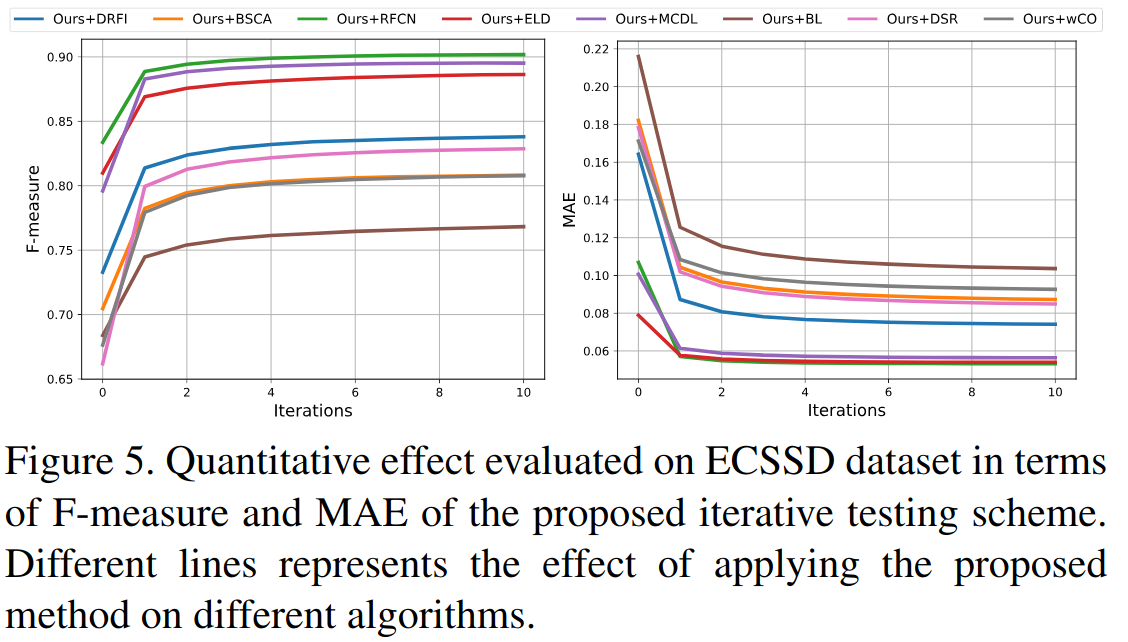 Ours+DRFI Ours+BSCA Ours+RFCN Ours+ELD Ours+MCDL Ours+BL Ours+DSR Ours+wCO
F-measure
0.90
0.85
0.80
0.75
0.70
0.65
0 2 4 6 8 10
Iterations
MAE
0.22
0.20
0.18
0.16
0.14
0.12
0.10
0.08
0.06
0 2 4 6 8 10
Iterations
Figure 5. Quantitative effect evaluated on ECSSD dataset in terms
of F-measure and MAE of the proposed iterative testing scheme.
Different lines represents the effect of applying the proposed
method on different algorithms.